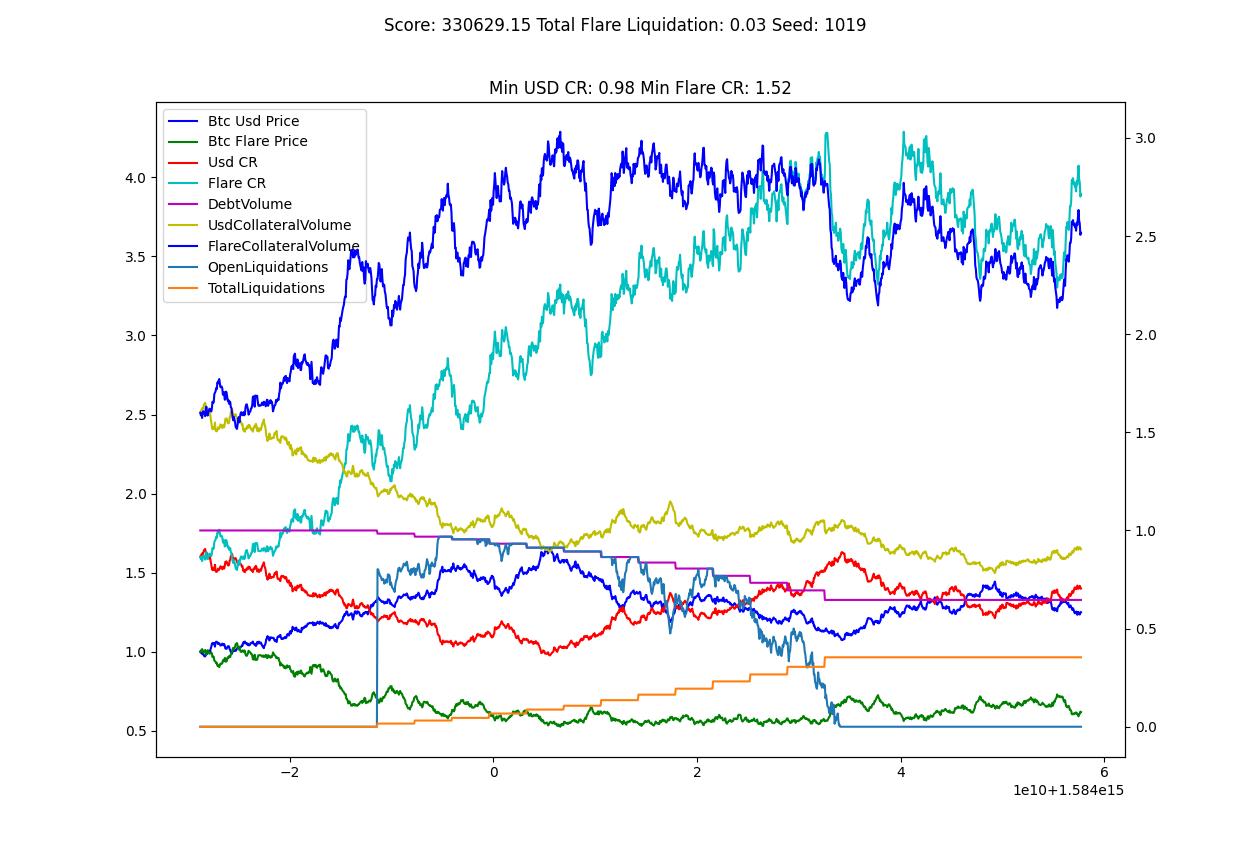 Score: 330629.15 Total Flare Liquidation: 0.03 Seed: 1019
Min USD CR: 0.98 Min Flare CR: 1.52
Btc Usd Price
Btc Flare Price
Usd CR
Flare CR
DebtVolume
UsdCollateralVolume
FlareCollateralVolume
OpenLiquidations
TotalLiquidations
4.0
3.5
3.0
2.5
2.0
1.5
1.0
0.5
3.0
2.5
2.0
1.5
1.0
0.5
0.0
−2 0 2 4 6
1e10+1.584e15